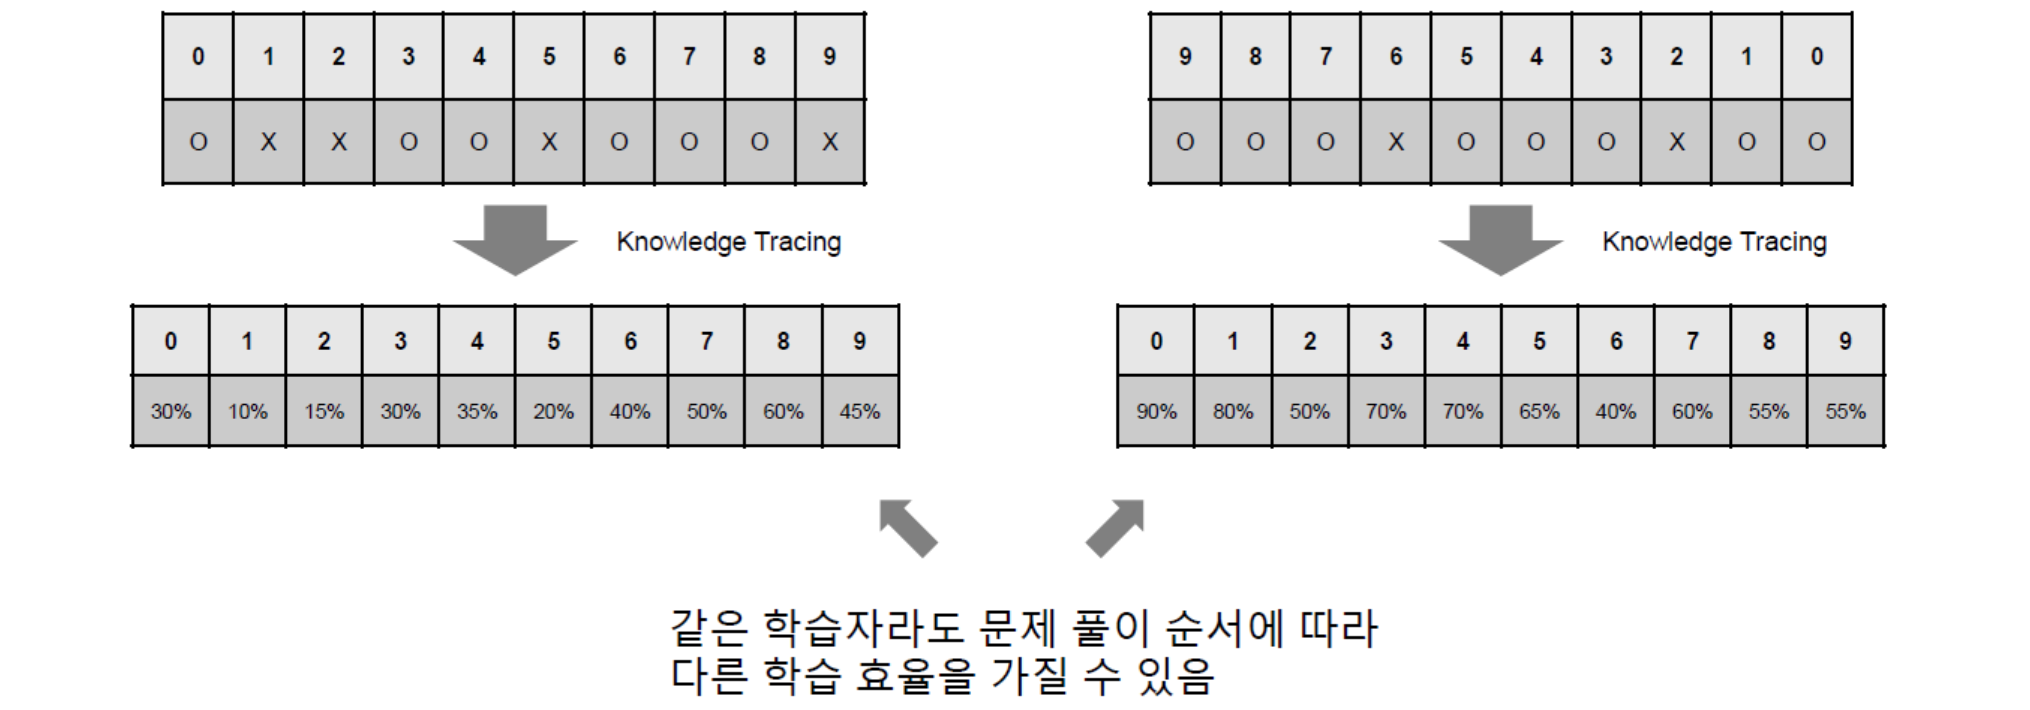 0 1 2 3 4 5 6 7 8 9
O X X O O X O O O X
Knowledge Tracing
0 1 2 3 4 5 6 7 8 9
30% 10% 15% 30% 35% 20% 40% 50% 60% 45%
9 8 7 6 5 4 3 2 1 0
O O O X O O O X O O
Knowledge Tracing
0 1 2 3 4 5 6 7 8 9
90% 80% 50% 70% 70% 65% 40% 60% 55% 55%
같은 학습자라도 문제 풀이 순서에 따라
다른 학습 효율을 가질 수 있음